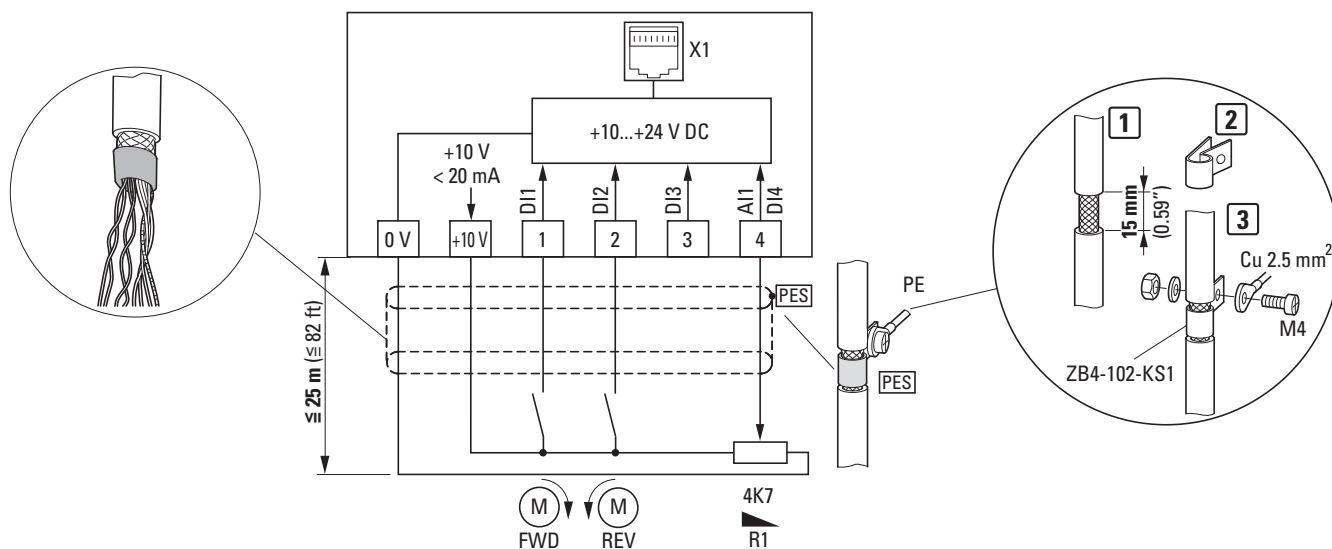 X1
+10...+24 V DC
+10 V
< 20 mA
DI1
DI2
DI3
AI1
DI4
0 V
+10 V
1
2
3
4
≦ 25 m (≦ 82 ft)
PES
PES
PE
M
FWD
M
REV
4K7
R1
1
2
3
15 mm
(0.59″)
Cu 2.5 mm²
M4
ZB4-102-KS1